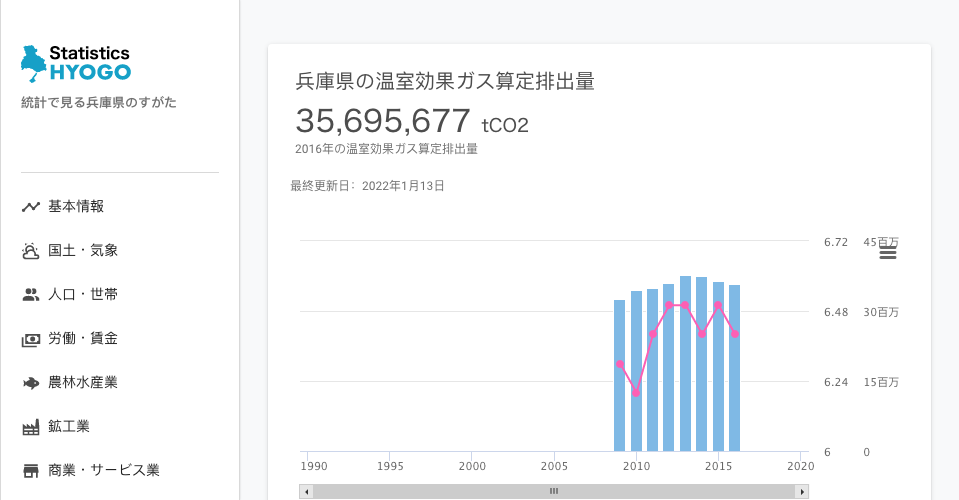 Statistics
HYOGO
統計で見る兵庫県のすがた
基本情報
国土・気象
人口・世帯
労働・賃金
農林水産業
鉱工業
商業・サービス業
兵庫県の温室効果ガス算定排出量
35,695,677 tCO2
2016年の温室効果ガス算定排出量
最終更新日：2022年1月13日
6.72 45百万
6.48 30百万
6.24 15百万
6 0
1990 1995 2000 2005 2010 2015 2020